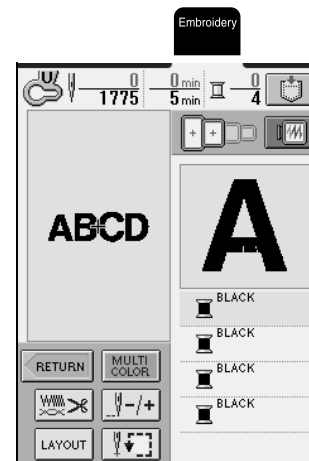 Embroidery
U
0 0 min 0
1775 5 min 4
ABCD
A
BLACK
BLACK
BLACK
BLACK
RETURN
MULTI
COLOR
-/+
LAYOUT